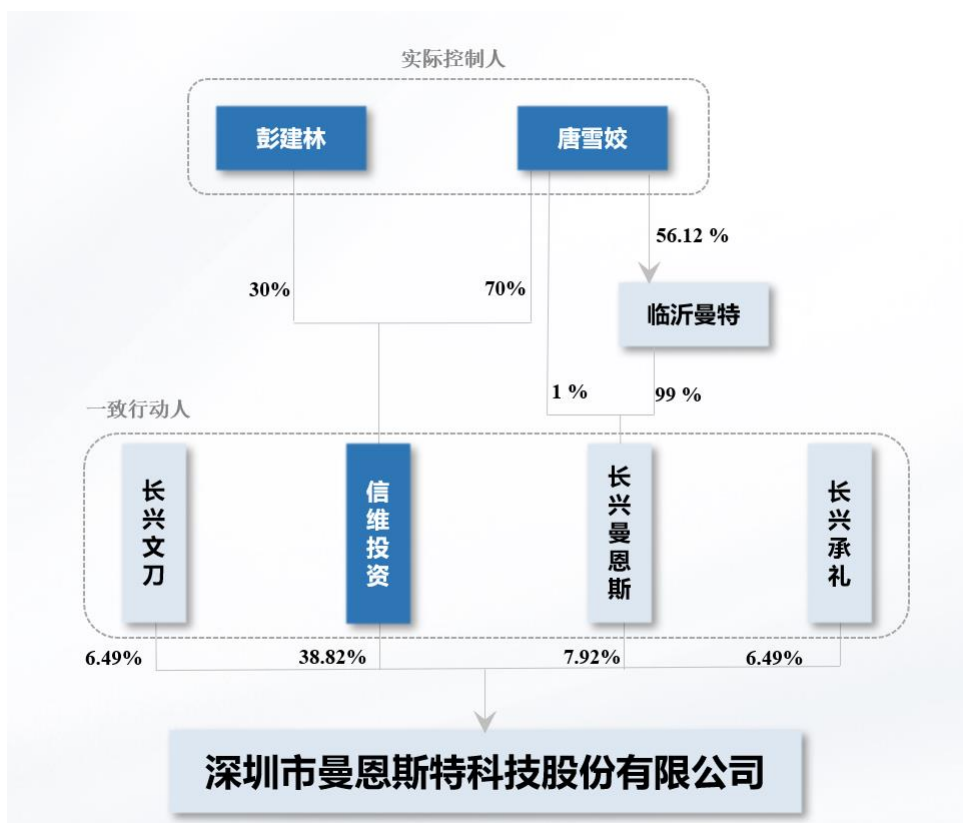 实际控制人
彭建林
唐雪姣
56.12 %
30%
70%
临沂曼特
1 %
99 %
一致行动人
长兴文刀
信维投资
长兴曼恩斯
长兴承礼
6.49%
38.82%
7.92%
6.49%
深圳市曼恩斯特科技股份有限公司